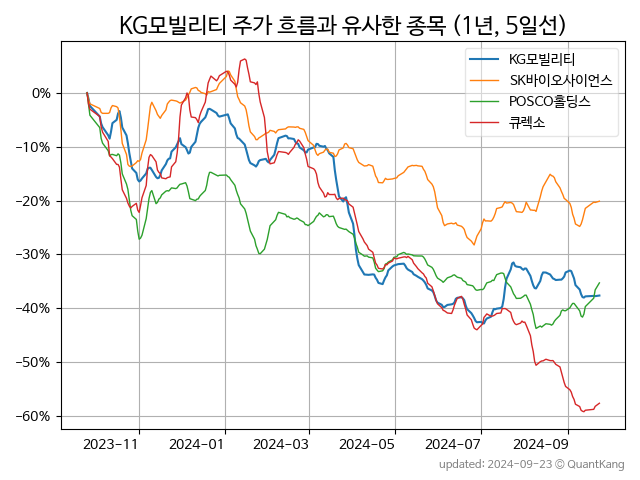 KG모빌리티 주가 흐름과 유사한 종목 (1년, 5일선)
KG모빌리티
SK바이오사이언스
POSCO홀딩스
큐렉소
0%
−10%
−20%
−30%
−40%
−50%
−60%
2023−11
2024−01
2024−03
2024−05
2024−07
2024−09
updated: 2024−09−23 © QuantKang